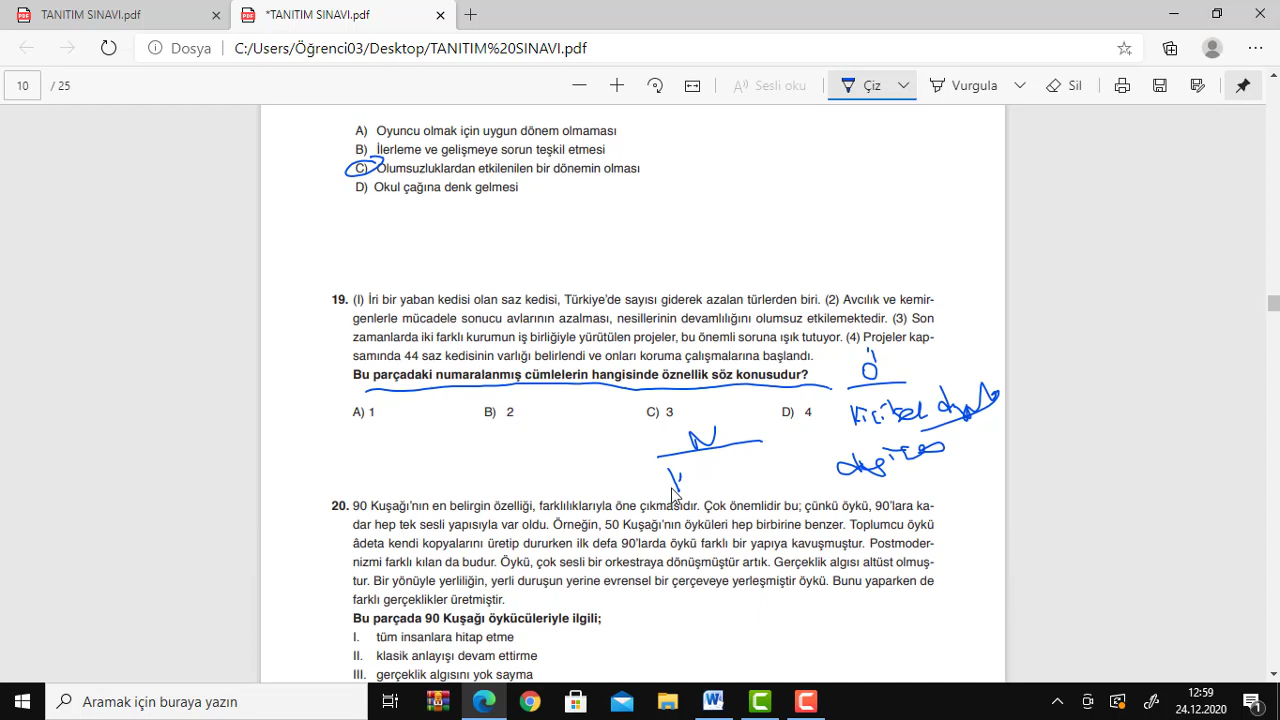 TANITIM SINAVI.pdf
*TANITIM SINAVI.pdf
Dosya
C:/Users/Öğrenci03/Desktop/TANITIM%20SINAVI.pdf
10 / 25
Sesli oku
Çiz
Vurgula
Sil
A) Oyuncu olmak için uygun dönem olmaması
B) İlerleme ve gelişmeye sorun teşkil etmesi
C) Olumsuzluklardan etkilenilen bir dönemin olması
D) Okul çağına denk gelmesi
19. (I) İri bir yaban kedisi olan saz kedisi, Türkiye'de sayısı giderek azalan türlerden biri. (2) Avcılık ve kemir-
genlerle mücadele sonucu avlarının azalması, nesillerinin devamlılığını olumsuz etkilemektedir. (3) Son
zamanlarda iki farklı kurumun iş birliğiyle yürütülen projeler, bu önemli soruna ışık tutuyor. (4) Projeler kap-
samında 44 saz kedisinin varlığı belirlendi ve onları koruma çalışmalarına başlandı.
Bu parçadaki numaralanmış cümlelerin hangisinde öznellik söz konusudur?
Ö
A) 1 B) 2 C) 3 D) 4
N
20. 90 Kuşağı'nın en belirgin özelliği, farklılıklarıyla öne çıkmasıdır. Çok önemlidir bu; çünkü öykü, 90'lara ka-
dar hep tek sesli yapısıyla var oldu. Örneğin, 50 Kuşağı'nın öyküleri hep birbirine benzer. Toplumcu öykü
âdeta kendi kopyalarını üretip dururken ilk defa 90'larda öykü farklı bir yapıya kavuşmuştur. Postmoder-
nizmi farklı kılan da budur. Öykü, çok sesli bir orkestraya dönüşmüştür artık. Gerçeklik algısı altüst olmuş-
tur. Bir yönüyle yerliliğin, yerli duruşun yerine evrensel bir çerçeveye yerleşmiştir öykü. Bunu yaparken de
farklı gerçeklikler üretmiştir.
Bu parçada 90 Kuşağı öykücüleriyle ilgili;
I. tüm insanlara hitap etme
II. klasik anlayışı devam ettirme
III. gerçeklik algısını yok sayma
Aramak için buraya yazın
12:59
24.12.2020
1